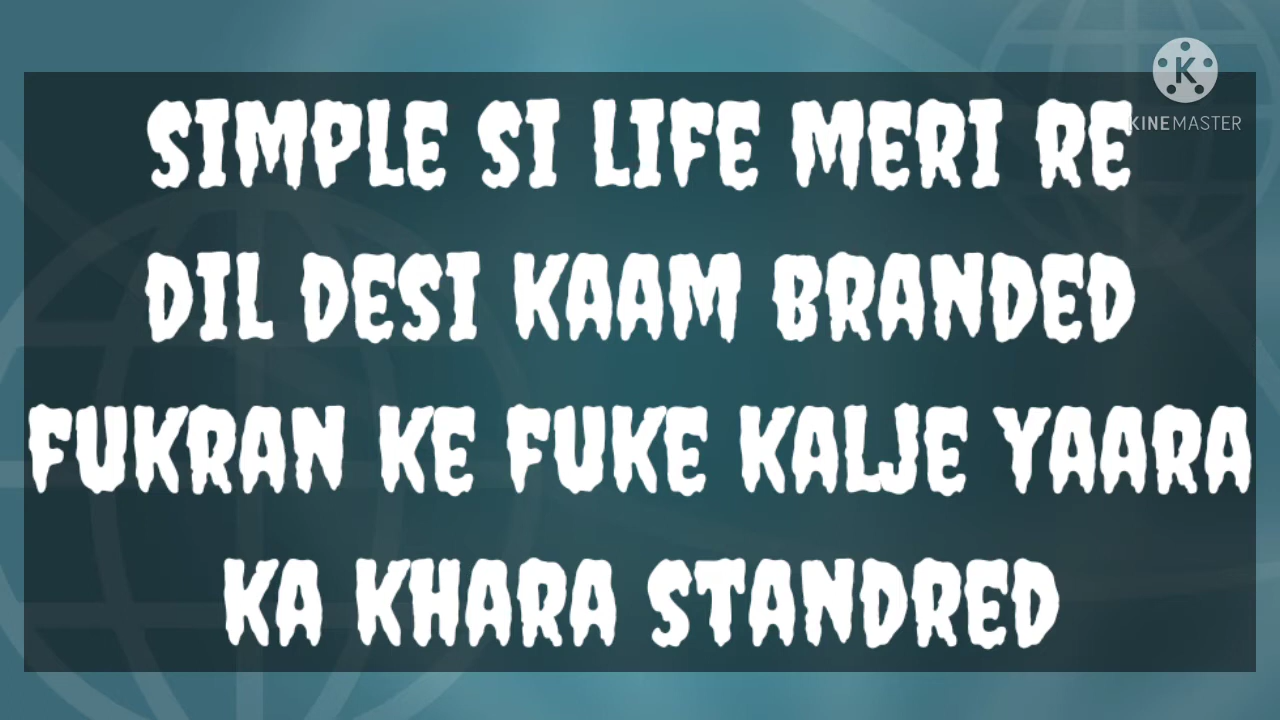 SIMPLE SI LIFE MERI RE
DIL DESI KAAM BRANDED
FUKRAN KE FUKE KALJE YAARA
KA KHARA STANDRED
K
KINEMASTER